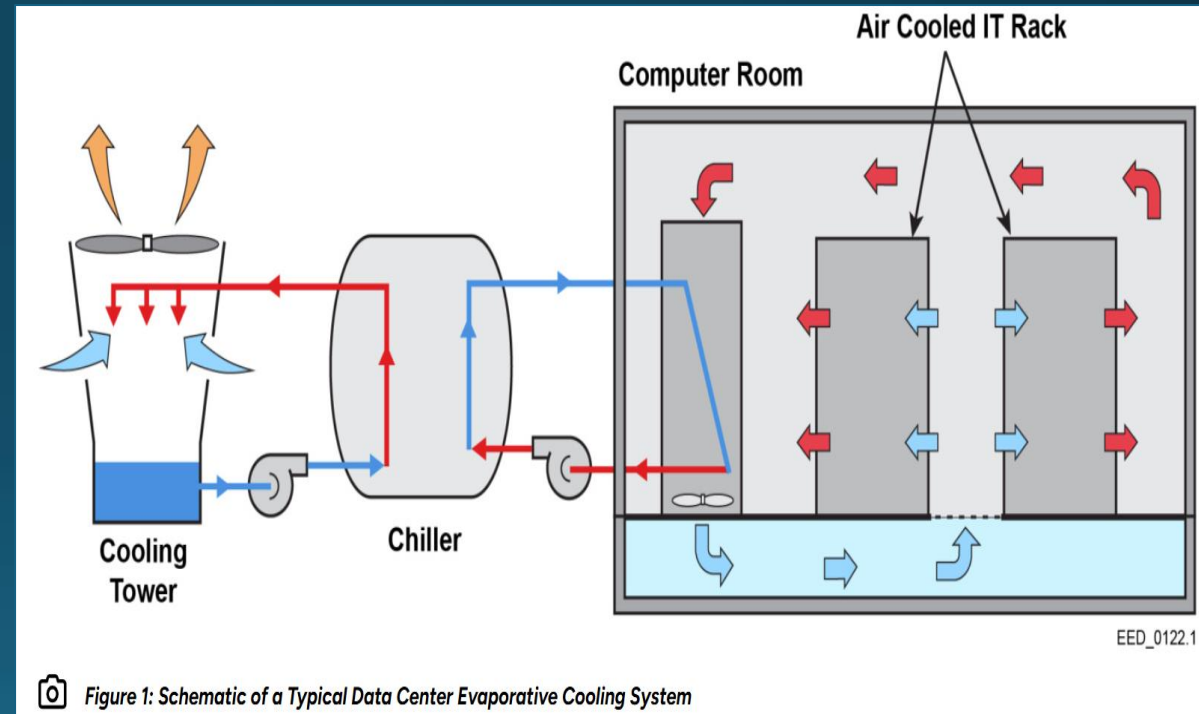 Air Cooled IT Rack
Computer Room
Chiller
Cooling
Tower
EED_0122.1
Figure 1: Schematic of a Typical Data Center Evaporative Cooling System